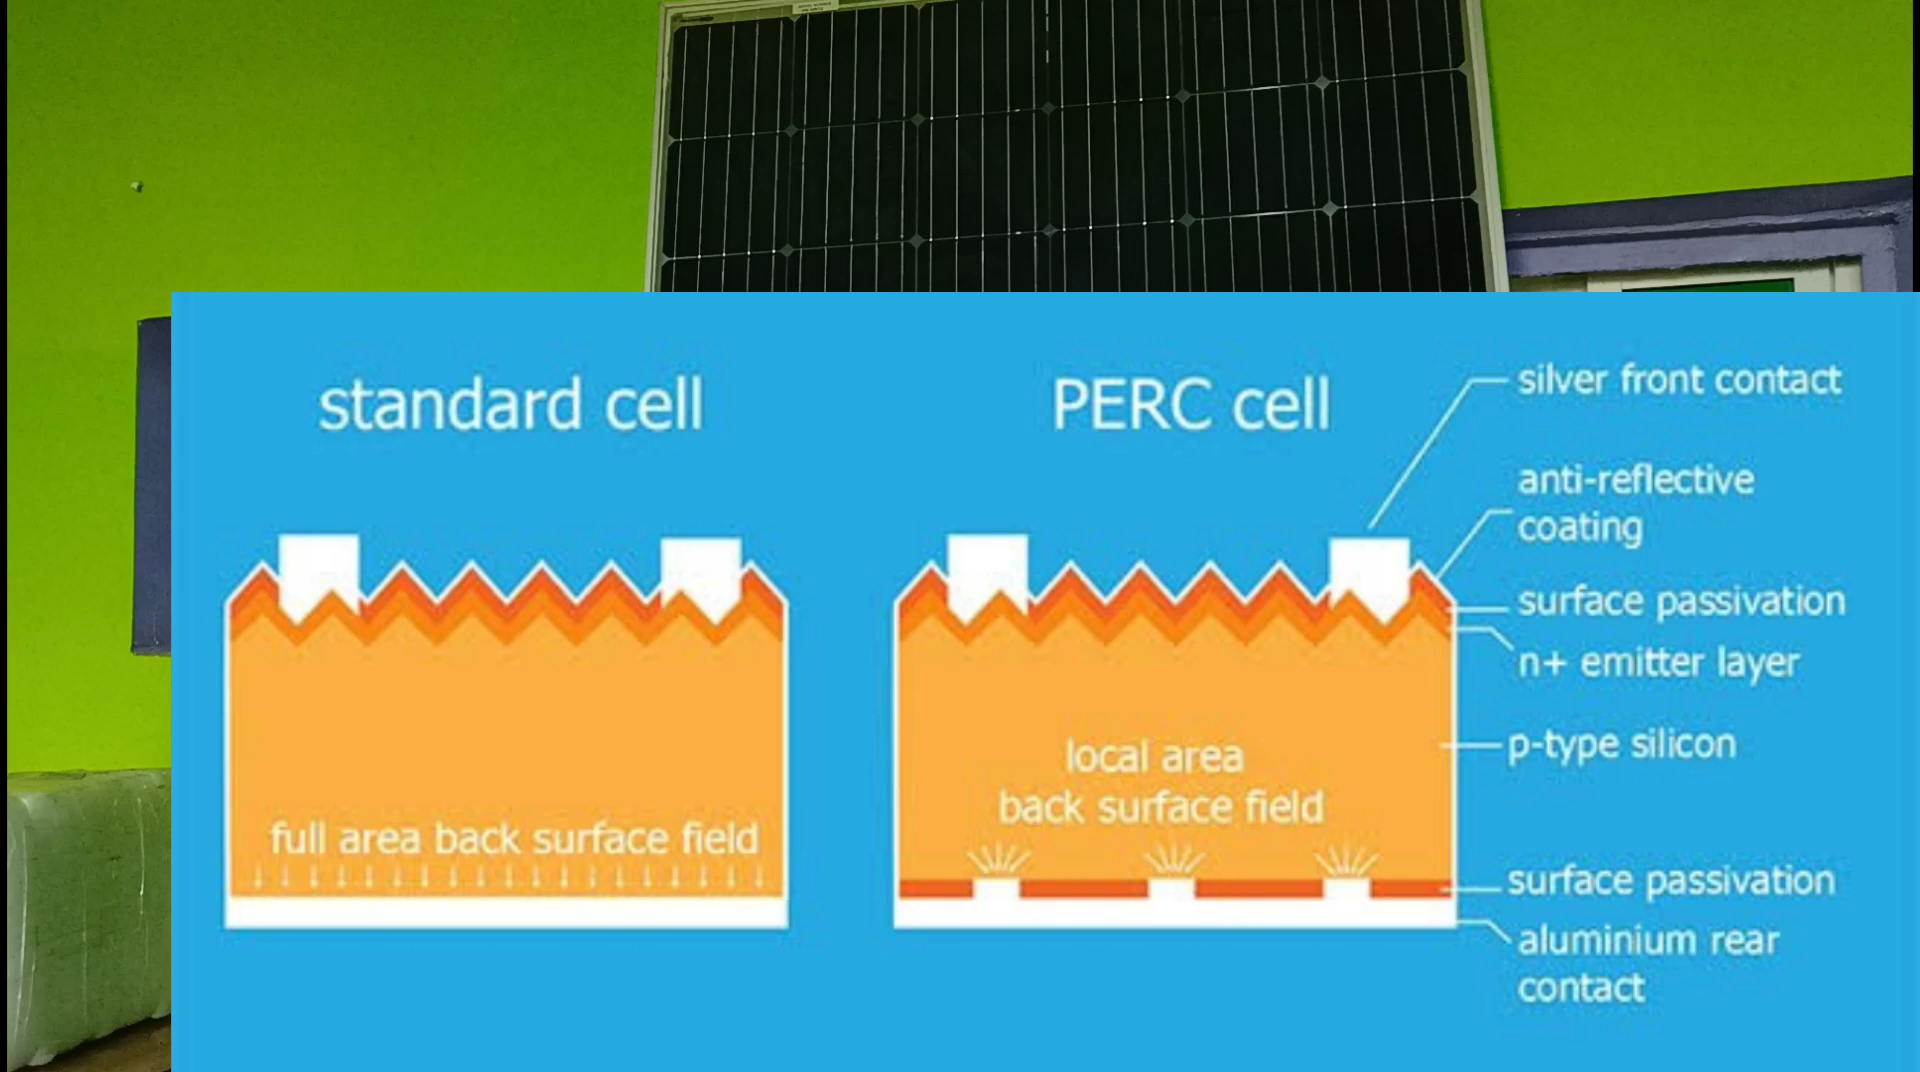 standard cell
PERC cell
silver front contact
anti-reflective
coating
surface passivation
n+ emitter layer
p-type silicon
local area
back surface field
full area back surface field
surface passivation
aluminium rear
contact